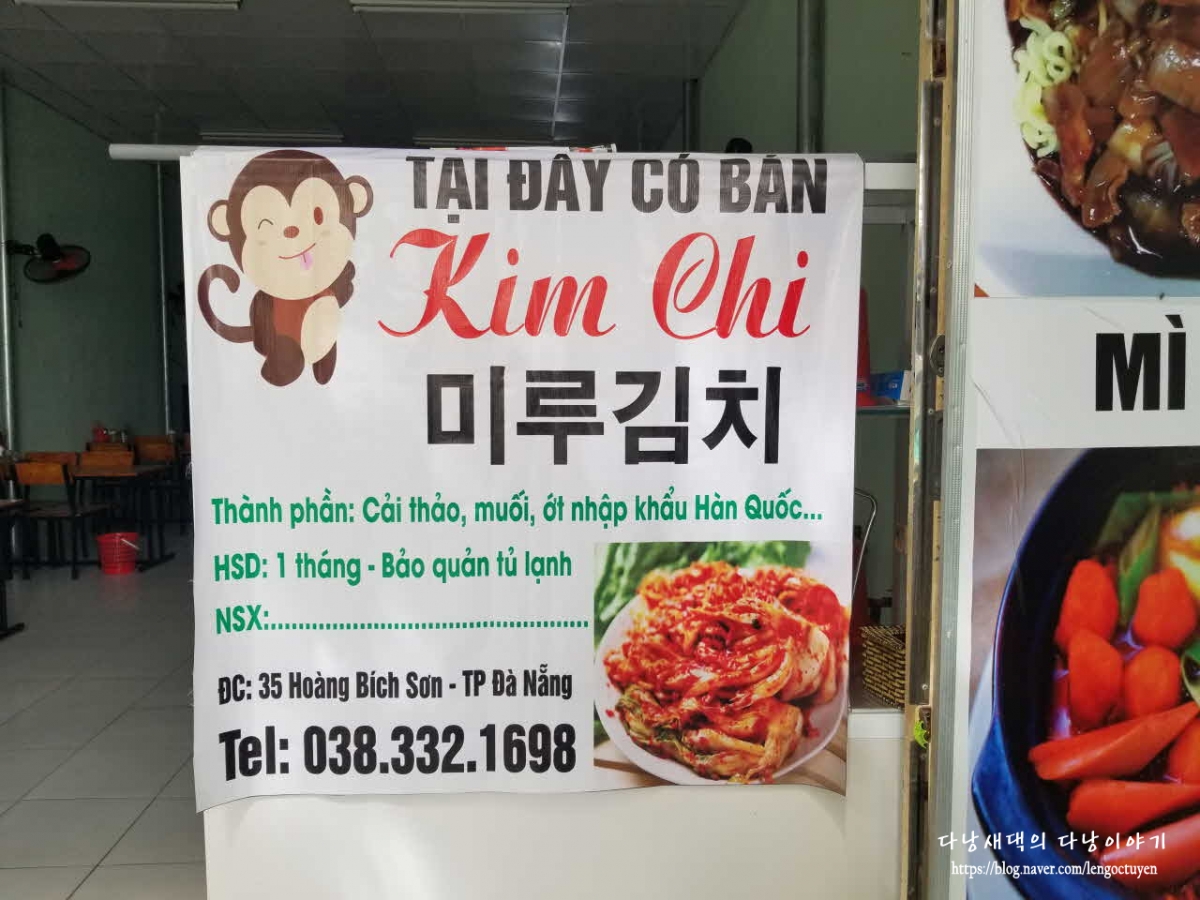 TẠI ĐÂY CÓ BÁN
Kim Chi
미루김치
Thành phần: Cải thảo, muối, ớt nhập khẩu Hàn Quốc...
HSD: 1 tháng - Bảo quản tủ lạnh
NSX:...............................................
ĐC: 35 Hoàng Bích Sơn - TP Đà Nẵng
Tel: 038.332.1698
MÌ
다낭새댁의 다낭이야기
https://blog.naver.com/lengoctuyen